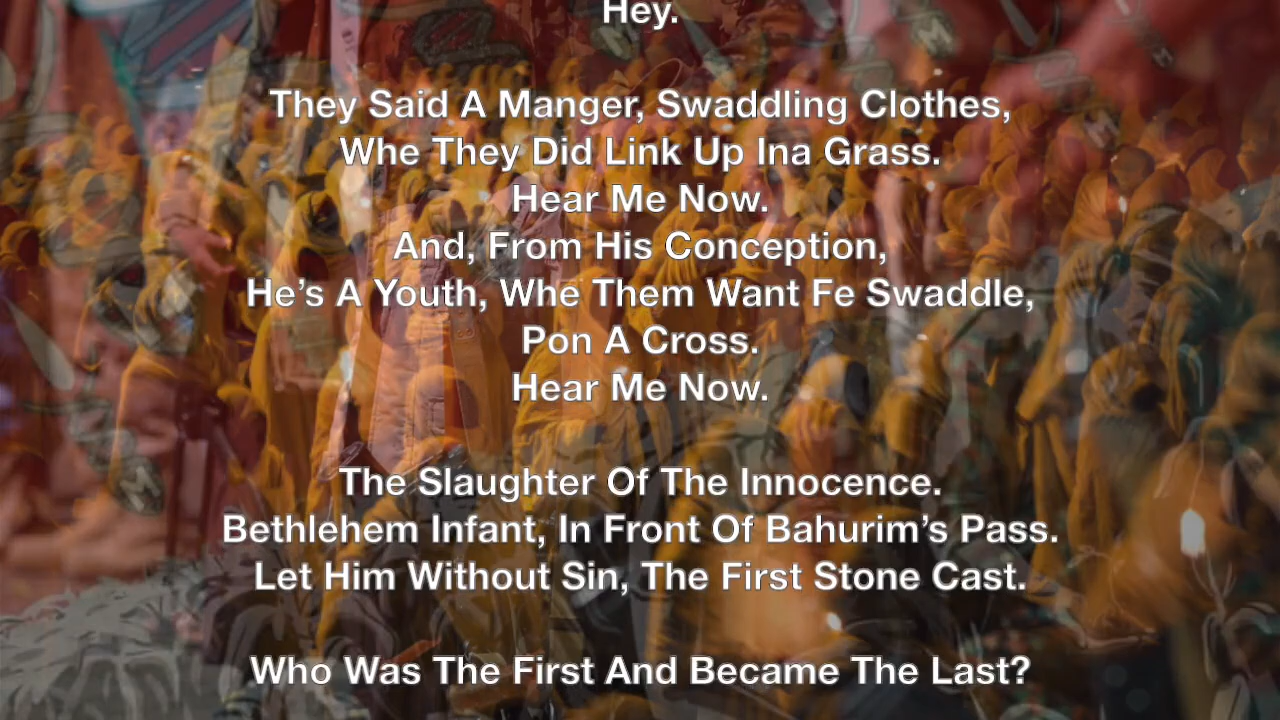 Hey.
They Said A Manger, Swaddling Clothes,
Whe They Did Link Up Ina Grass.
Hear Me Now.
And, From His Conception,
He’s A Youth, Whe Them Want Fe Swaddle,
Pon A Cross.
Hear Me Now.
The Slaughter Of The Innocence.
Bethlehem Infant, In Front Of Bahurim’s Pass.
Let Him Without Sin, The First Stone Cast.
Who Was The First And Became The Last?